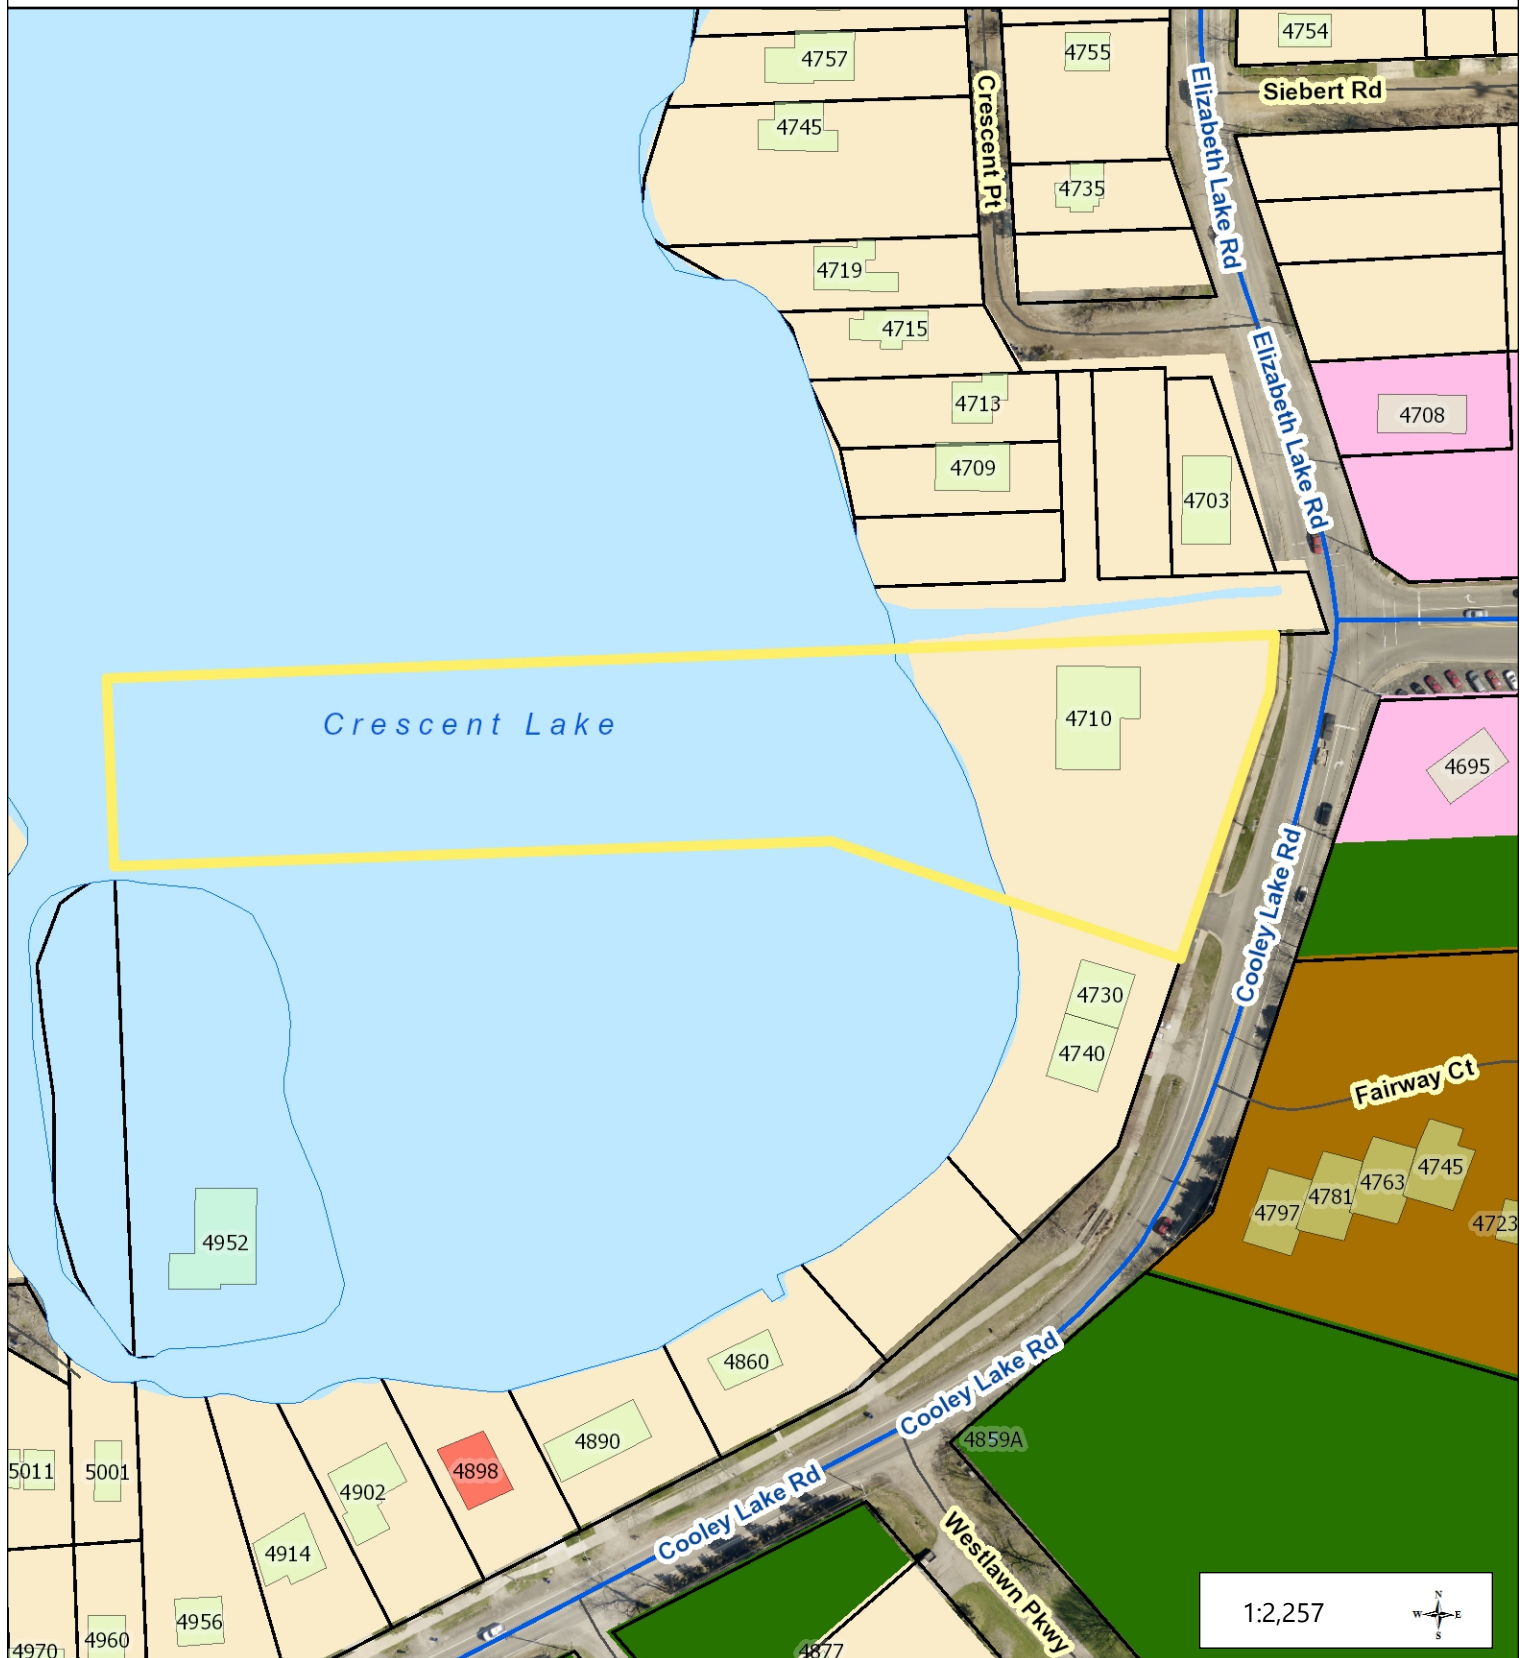 4754
4757
4755
Siebert Rd
Crescent Pt
Elizabeth Lake Rd
4745
4735
4719
4715
Elizabeth Lake Rd
4713
4708
4709
4703
Crescent Lake
4710
4695
Cooley Lake Rd
4730
4740
Fairway Ct
4745
4763
4781
4797
4723
4952
4860
Cooley Lake Rd
4890
4859A
5011
5001
4898
4902
Cooley Lake Rd
Westlawn Pkwy
4914
4956
4960
4970
4877
1:2,257
N
W
E
S